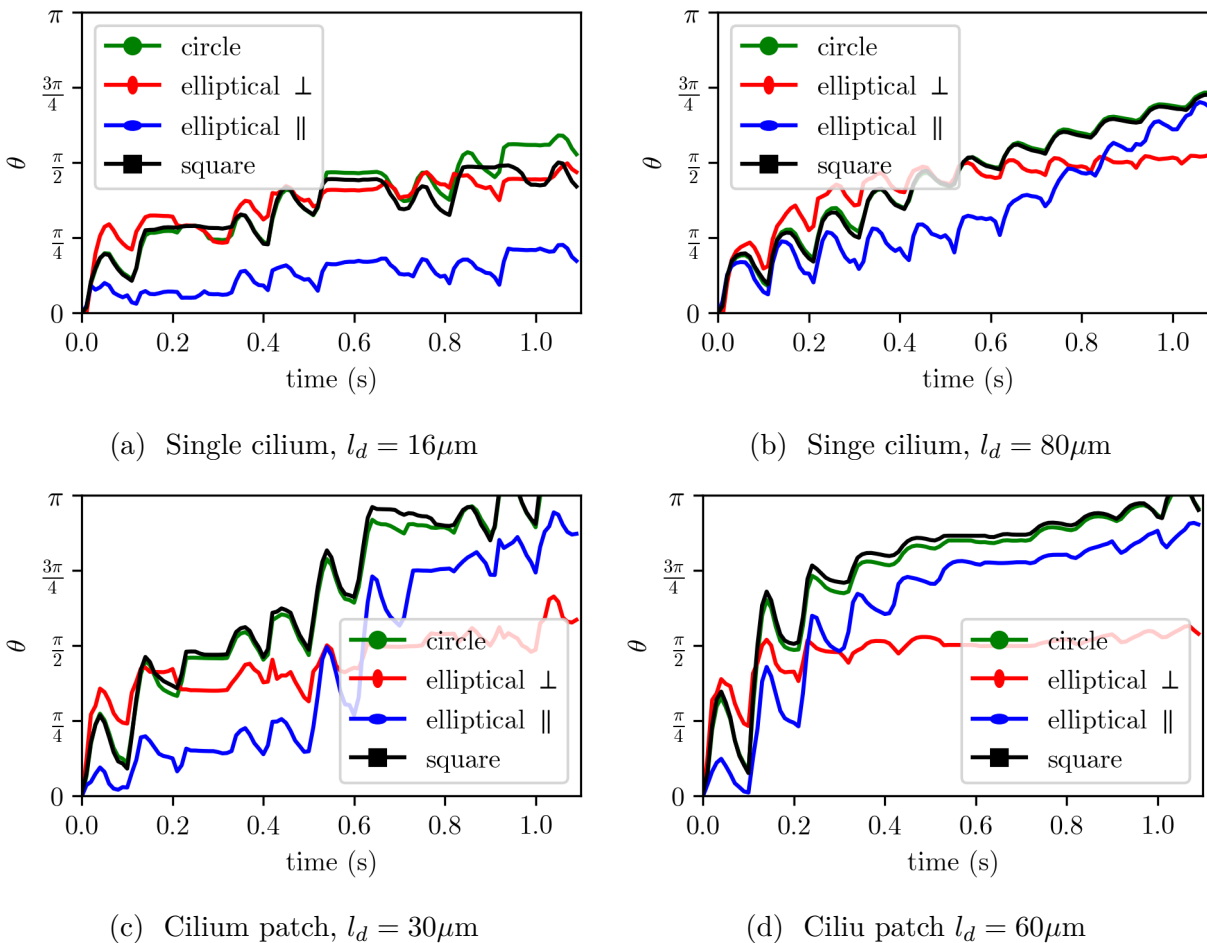 π
3π/4
π/2
π/4
0
θ
circle
elliptical ⊥
elliptical ∥
square
0.0 0.2 0.4 0.6 0.8 1.0
time (s)
(a) Single cilium, l_d = 16μm
π
3π/4
π/2
π/4
0
θ
circle
elliptical ⊥
elliptical ∥
square
0.0 0.2 0.4 0.6 0.8 1.0
time (s)
(b) Singe cilium, l_d = 80μm
π
3π/4
π/2
π/4
0
θ
circle
elliptical ⊥
elliptical ∥
square
0.0 0.2 0.4 0.6 0.8 1.0
time (s)
(c) Cilium patch, l_d = 30μm
π
3π/4
π/2
π/4
0
θ
circle
elliptical ⊥
elliptical ∥
square
0.0 0.2 0.4 0.6 0.8 1.0
time (s)
(d) Ciliu patch l_d = 60μm